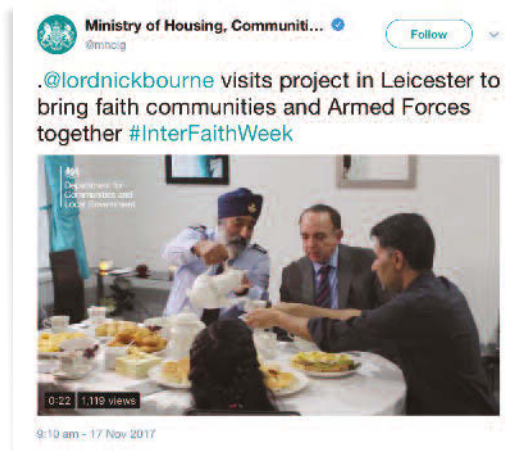 Ministry of Housing, Communiti...
@mhclg
Follow
.@lordnickbourne visits project in Leicester to
bring faith communities and Armed Forces
together #InterFaithWeek
Department for
Communities and
Local Government
0:22 1,119 views
9:10 am - 17 Nov 2017